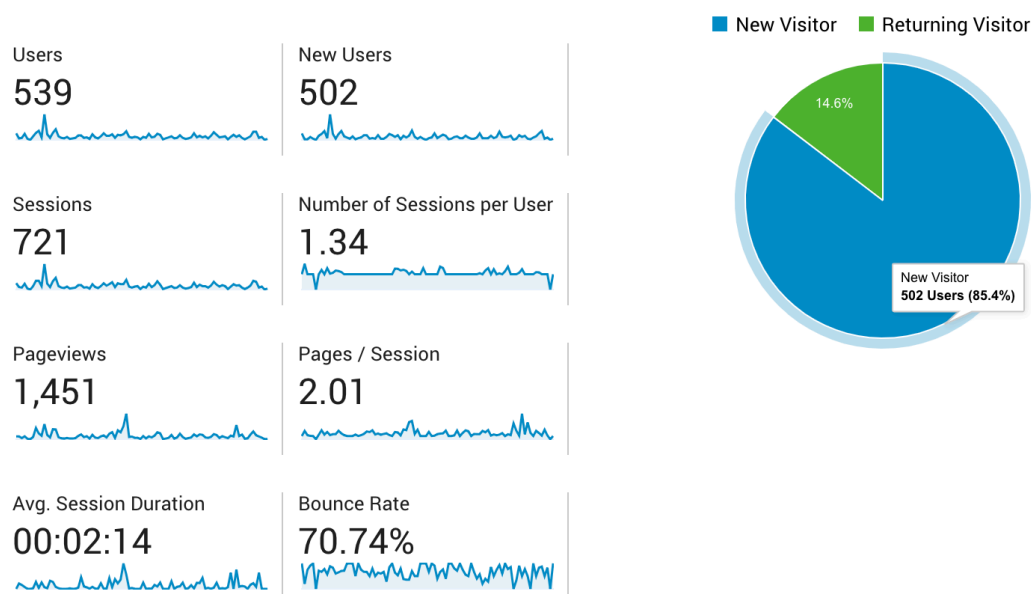 New Visitor
Returning Visitor
Users
539
New Users
502
Sessions
721
Number of Sessions per User
1.34
Pageviews
1,451
Pages / Session
2.01
Avg. Session Duration
00:02:14
Bounce Rate
70.74%
14.6%
New Visitor
502 Users (85.4%)